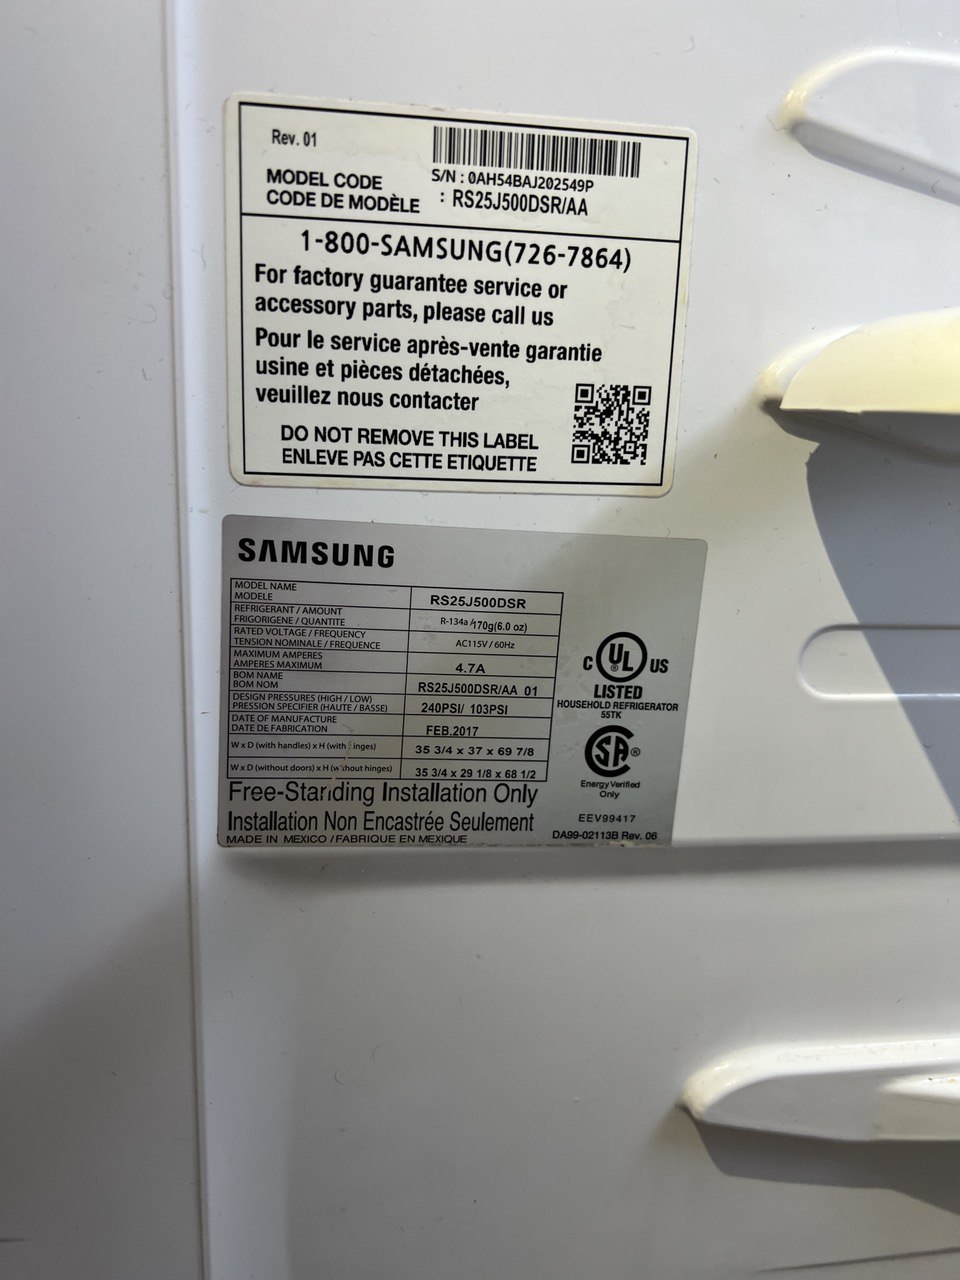 Rev. 01
S/N : 0AH54BAJ202549P
MODEL CODE
CODE DE MODÈLE : RS25J500DSR/AA
1-800-SAMSUNG(726-7864)
For factory guarantee service or
accessory parts, please call us
Pour le service après-vente garantie
usine et pièces détachées,
veuillez nous contacter
DO NOT REMOVE THIS LABEL
ENLEVE PAS CETTE ETIQUETTE
SAMSUNG
MODEL NAME
MODELE
RS25J500DSR
REFRIGERANT / AMOUNT
FRIGORIGENE / QUANTITE
R-134a /170g(6.0 oz)
RATED VOLTAGE / FREQUENCY
TENSION NOMINALE / FREQUENCE
AC115V / 60Hz
MAXIMUM AMPERES
AMPERES MAXIMUM
4.7A
BOM NAME
BOM NOM
RS25J500DSR/AA 01
DESIGN PRESSURES (HIGH / LOW)
PRESSION SPECIFIER (HAUTE / BASSE)
240PSI/ 103PSI
DATE OF MANUFACTURE
DATE DE FABRICATION
FEB.2017
W x D (with handles) x H (with hinges)
35 3/4 x 37 x 69 7/8
W x D (without doors) x H (without hinges)
35 3/4 x 29 1/8 x 68 1/2
Free-Standing Installation Only
Installation Non Encastrée Seulement
MADE IN MEXICO / FABRIQUE EN MEXIQUE
C UL US
®
LISTED
HOUSEHOLD REFRIGERATOR
55TK
SA ®
Energy Verified
Only
EEV99417
DA99-02113B Rev. 06